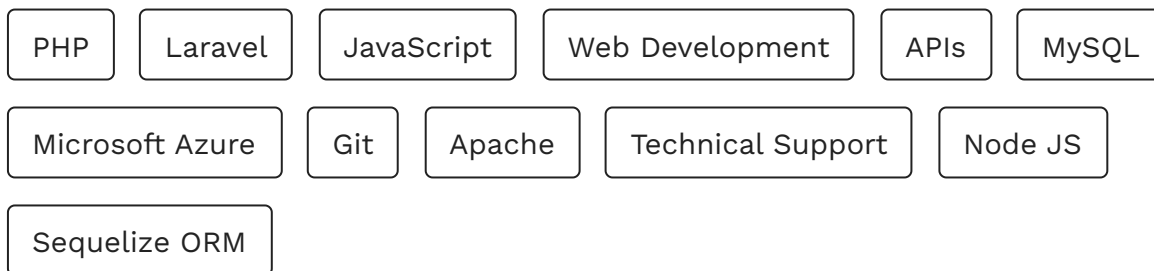 PHP Laravel JavaScript Web Development APIs MySQL
Microsoft Azure Git Apache Technical Support Node JS
Sequelize ORM